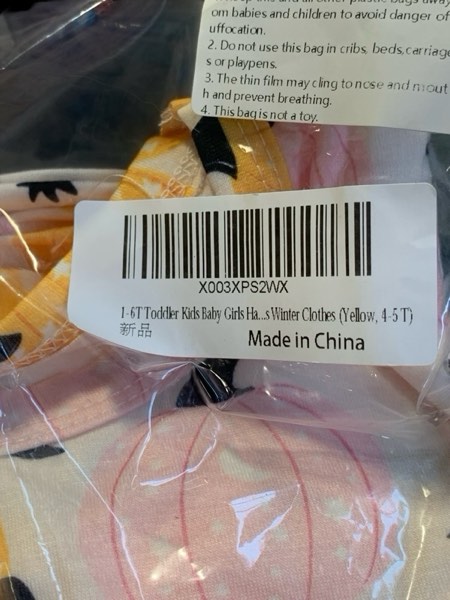 om babies and children to avoid danger of
uffocation.
2. Do not use this bag in cribs, beds, carriage
s or playpens.
3. The thin film may cling to nose and mout
h and prevent breathing.
4. This bag is not a toy.
X003XPS2WX
1-6T Toddler Kids Baby Girls Ha...s Winter Clothes (Yellow, 4-5 T)
新品
Made in China